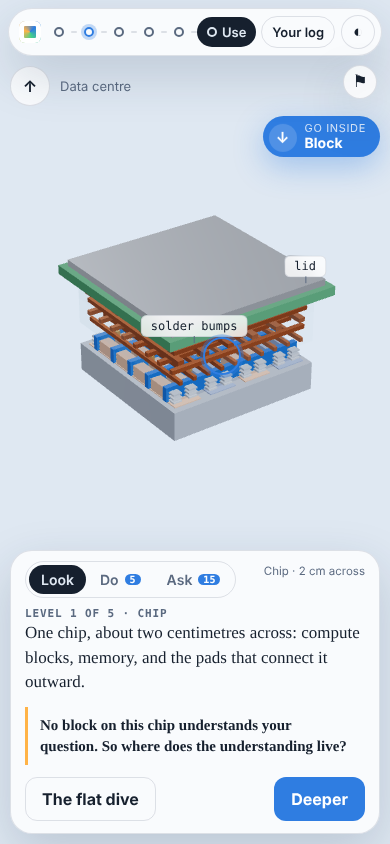 Use
Your log
Data centre
GO INSIDE
Block
lid
solder bumps
Look
Do 5
Ask 15
Chip · 2 cm across
LEVEL 1 OF 5 · CHIP
One chip, about two centimetres across: compute
blocks, memory, and the pads that connect it
outward.
No block on this chip understands your
question. So where does the understanding live?
The flat dive
Deeper